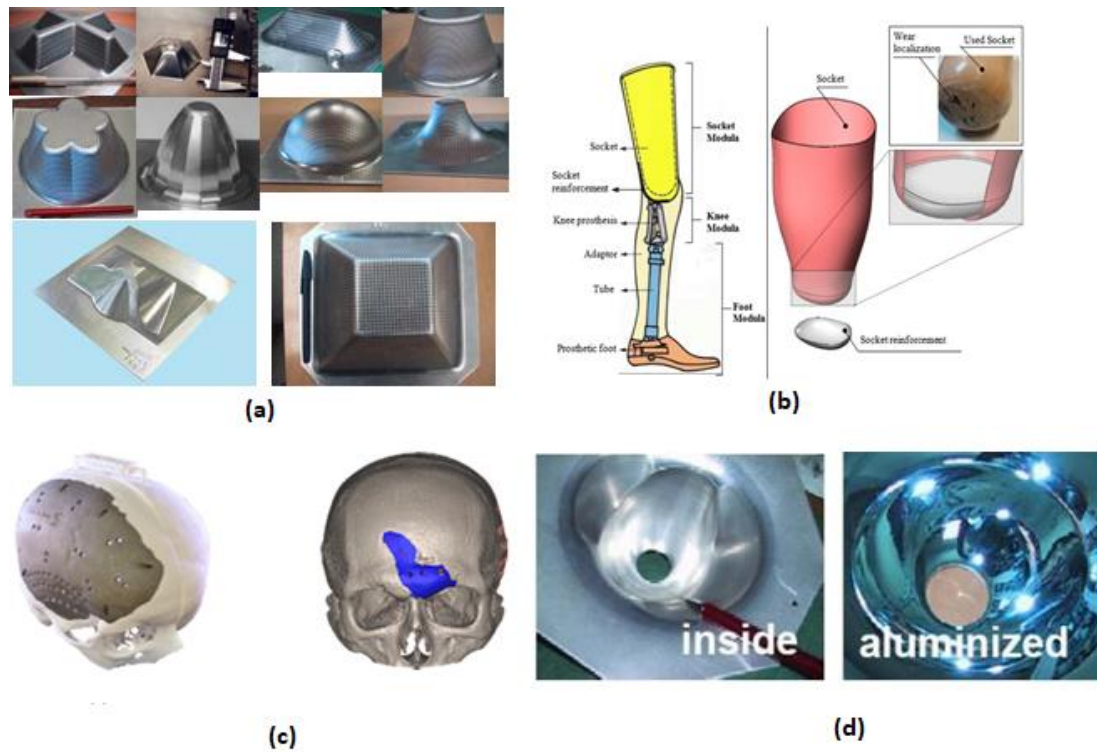 (a)
Socket
Socket
reinforcement
Knee prosthesis
Adaptor
Tube
Prosthetic foot
Socket
Modula
Knee
Modula
Foot
Modula
Wear
localization
Used Socket
Socket
Socket reinforcement
(b)
(c)
inside
aluminized
(d)